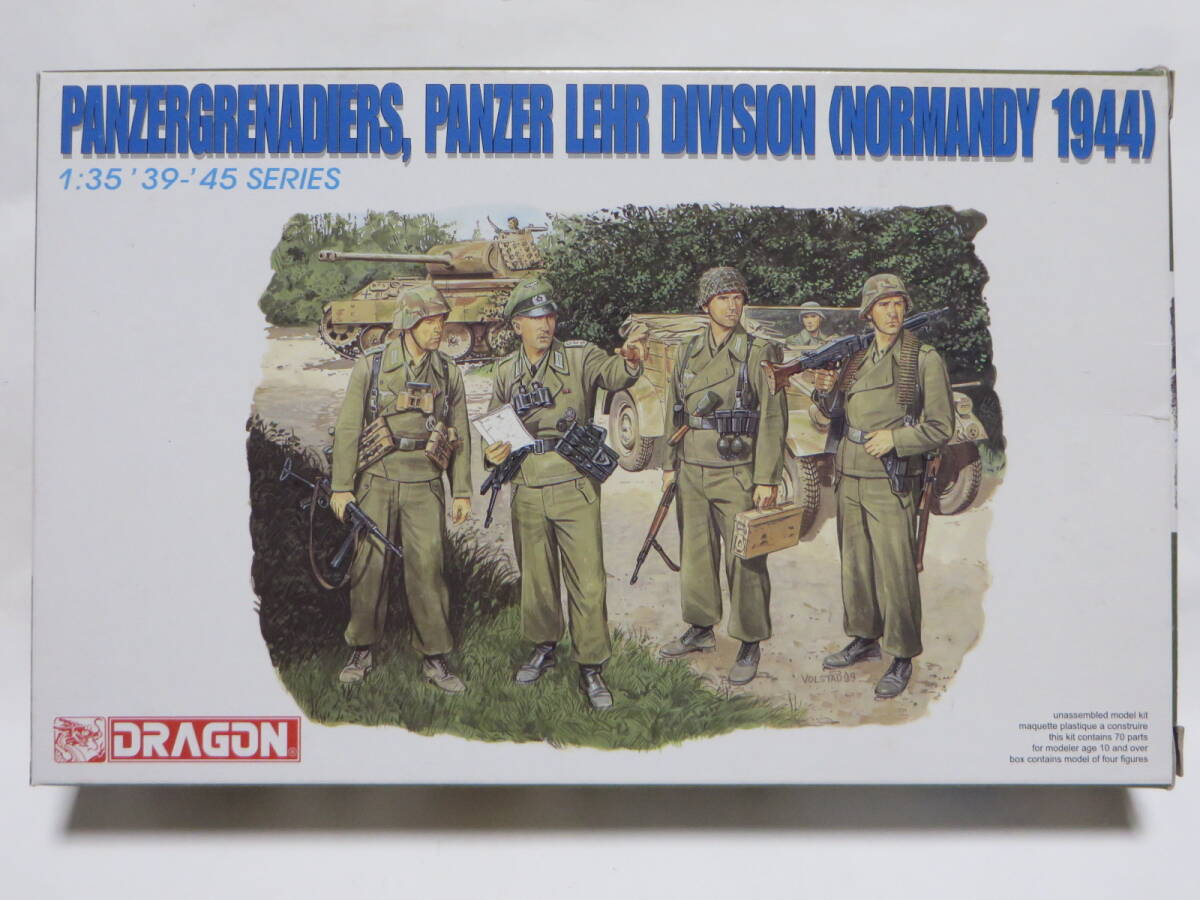 PANZERGRENADIERS, PANZER LEHR DIVISION (NORMANDY 1944)
1:35 '39-'45 SERIES
VOLSTAD 99
DRAGON
unassembled model kit
maquette plastique a construire
this kit contains 70 parts
for modeler age 10 and over
box contains model of four figures